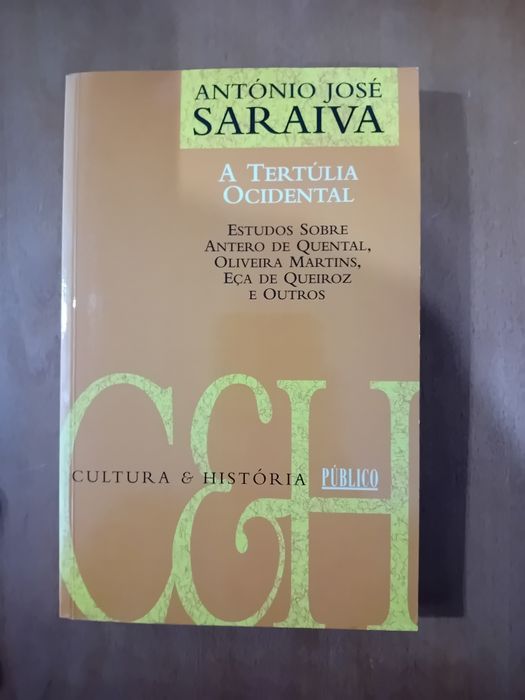 ANTÓNIO JOSÉ
SARAIVA
A TERTÚLIA
OCIDENTAL
ESTUDOS SOBRE
ANTERO DE QUENTAL,
OLIVEIRA MARTINS,
EÇA DE QUEIROZ
E OUTROS
C&H
CULTURA & HISTÓRIA PÚBLICO